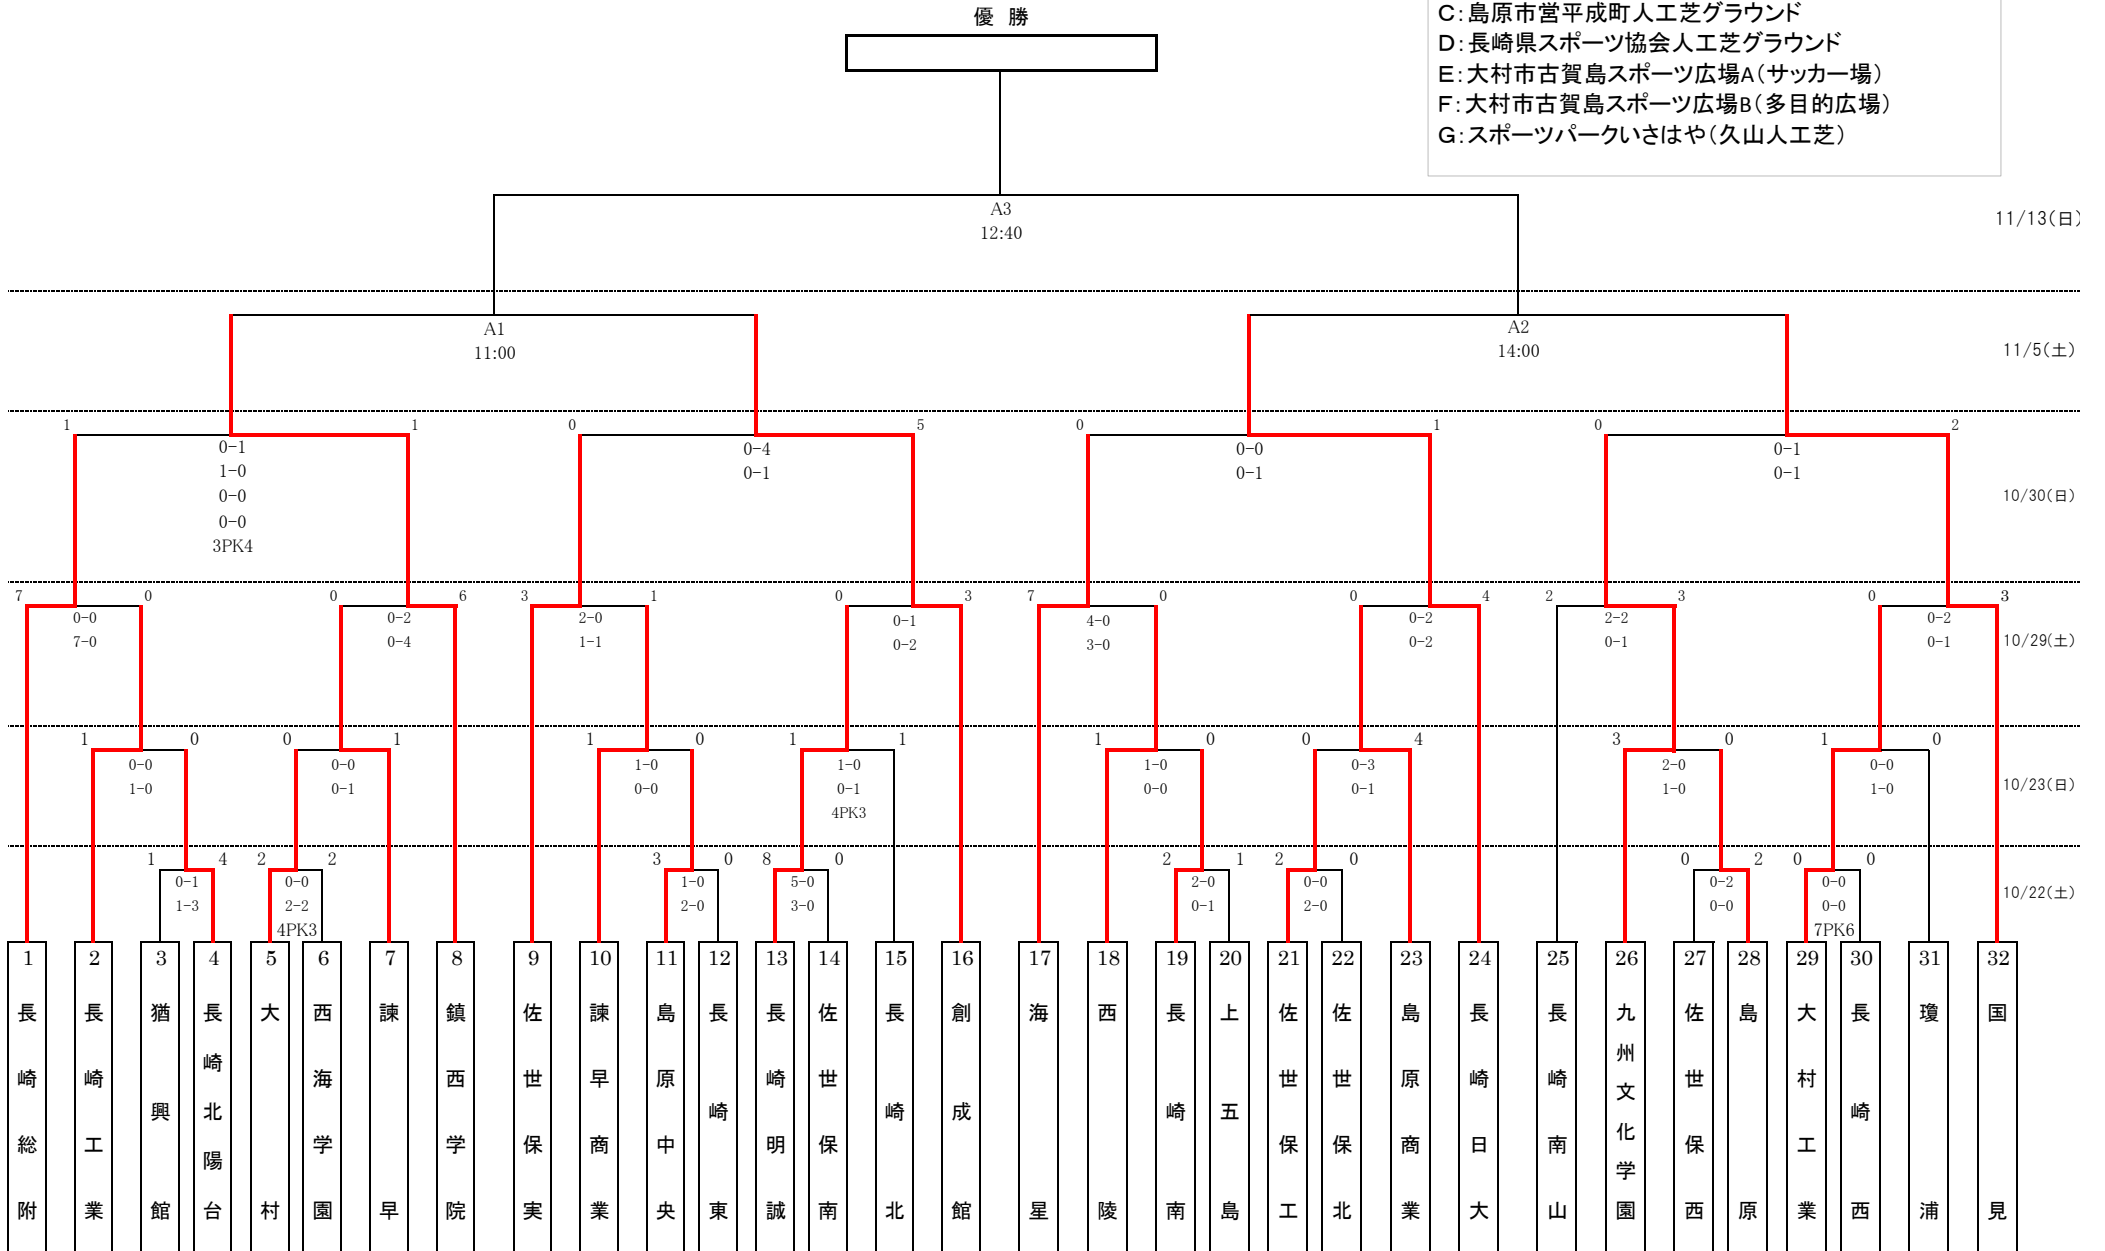 優 勝
C:島原市営平成町人工芝グラウンド
D:長崎県スポーツ協会人工芝グラウンド
E:大村市古賀島スポーツ広場A(サッカー場)
F:大村市古賀島スポーツ広場B(多目的広場)
G:スポーツパークいさはや(久山人工芝)
A3
12:40
11/13(日)
A1
11:00
A2
14:00
11/5(土)
1 1 0 5 0 1 0 2
0-1 0-4 0-0 0-1
1-0 0-1 0-1 0-1
0-0
0-0
3PK4
10/30(日)
7 0 0 6 3 1 0 3 7 0 0 4 2 3 0 3
0-0 0-2 2-0 0-1 4-0 0-2 2-2 0-2
7-0 0-4 1-1 0-2 3-0 0-2 0-1 0-1
10/29(土)
1 0 0 1 1 0 1 1 1 0 0 4 3 0 1 0
0-0 0-0 1-0 1-0 1-0 0-3 2-0 0-0
1-0 0-1 0-0 0-1 0-0 0-1 1-0 1-0
4PK3
10/23(日)
1 4 2 2 3 0 8 0 2 1 2 0 0 2 0 0
0-1 0-0 1-0 5-0 2-0 0-0 0-2 0-0
1-3 2-2 2-0 3-0 0-1 2-0 0-0 0-0
4PK3 7PK6
10/22(土)
1 長崎総附
2 長崎工業
3 猶興館
4 長崎北陽台
5 大村
6 西海学園
7 諫早
8 鎮西学院
9 佐世保実
10 諫早商業
11 島原中央
12 長崎東
13 長崎明誠
14 佐世保南
15 長崎北
16 創成館
17 海星
18 西陵
19 長崎南
20 上五島
21 佐世保工
22 佐世保北
23 島原商業
24 長崎日大
25 長崎南山
26 九州文化学園
27 佐世保西
28 島原
29 大村工業
30 長崎西
31 瓊浦
32 国見